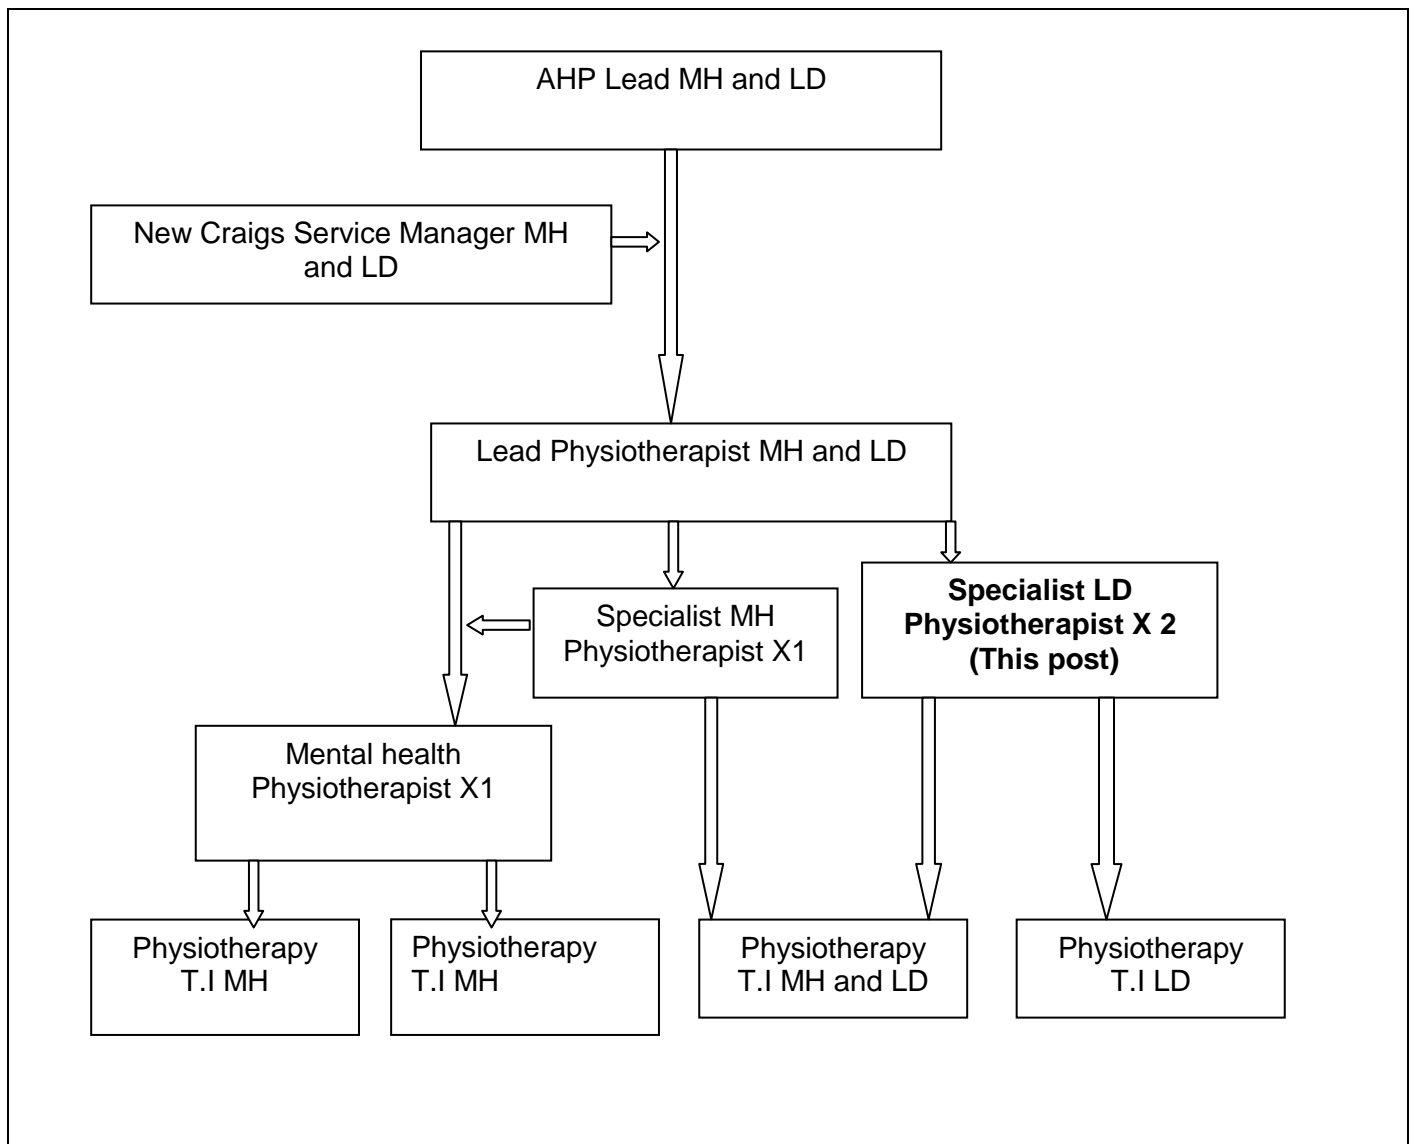 AHP Lead MH and LD
New Craigs Service Manager MH
and LD
Lead Physiotherapist MH and LD
Specialist MH
Physiotherapist X1
Specialist LD
Physiotherapist X 2
(This post)
Mental health
Physiotherapist X1
Physiotherapy
T.I MH
Physiotherapy
T.I MH
Physiotherapy
T.I MH and LD
Physiotherapy
T.I LD